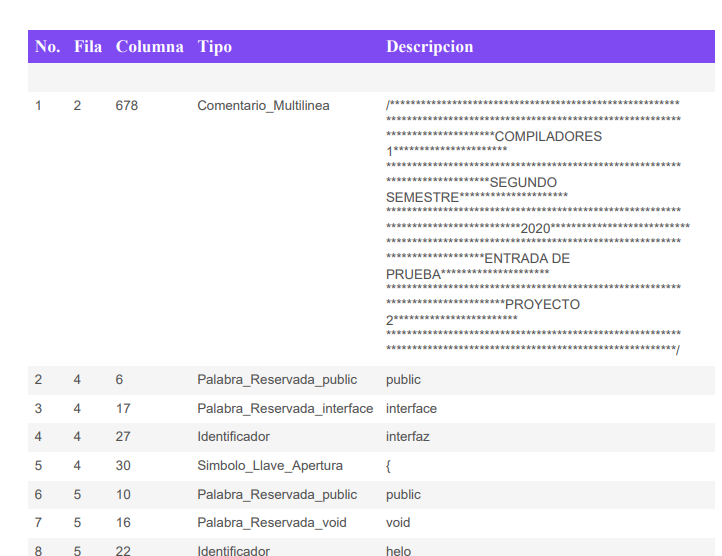 No. Fila Columna Tipo Descripcion
1 2 678 Comentario_Multilinea /********************************************************
*********************************************************
*********************COMPILADORES
1**********************
*********************************************************
********************SEGUNDO
SEMESTRE*********************
*********************************************************
**************************2020***************************
*********************************************************
*******************ENTRADA DE
PRUEBA*********************
*********************************************************
***********************PROYECTO
2************************
*********************************************************
********************************************************/
2 4 6 Palabra_Reservada_public public
3 4 17 Palabra_Reservada_interface interface
4 4 27 Identificador interfaz
5 4 30 Simbolo_Llave_Apertura {
6 5 10 Palabra_Reservada_public public
7 5 16 Palabra_Reservada_void void
8 5 22 Identificador helo